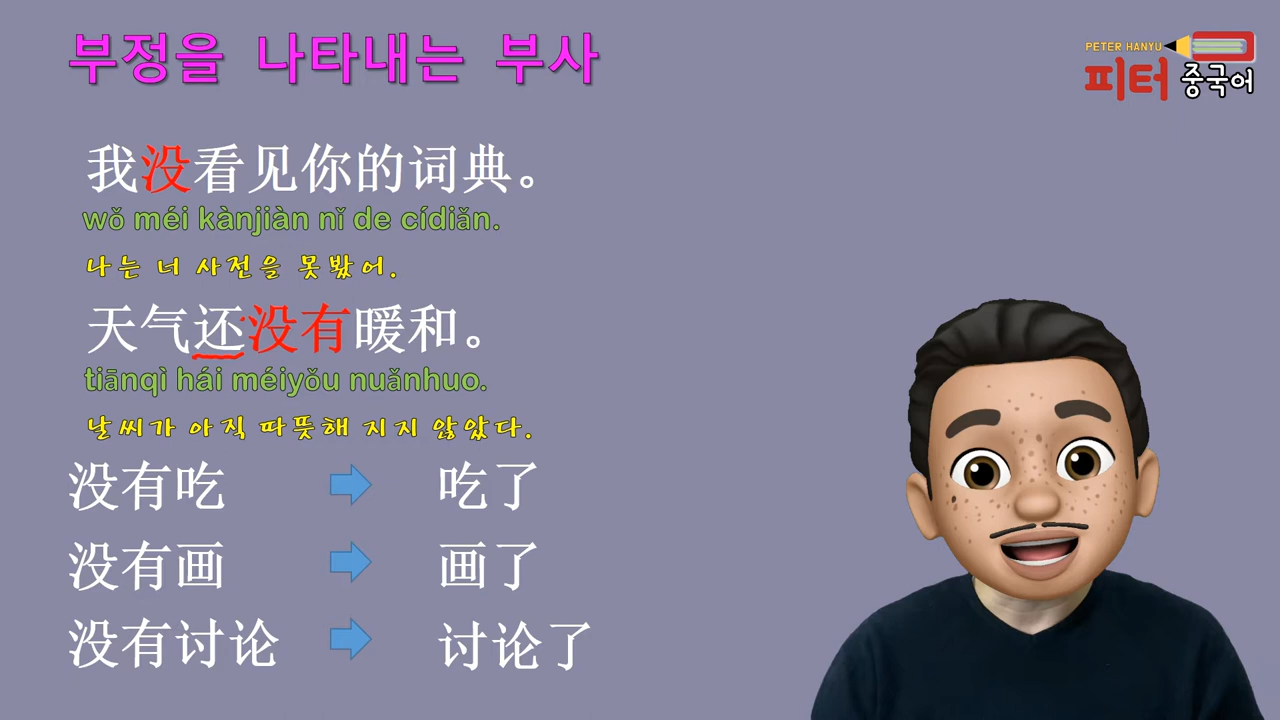 부정을 나타내는 부사
PETER HANYU
피터 중국어
我没看见你的词典。
wǒ méi kànjiàn nǐ de cídiǎn.
나는 너 사전을 못봤어.
天气还没有暖和。
tiānqì hái méiyǒu nuǎnhuo.
날씨가 아직 따뜻해 지지 않았다.
没有吃 吃了
没有画 画了
没有讨论 讨论了